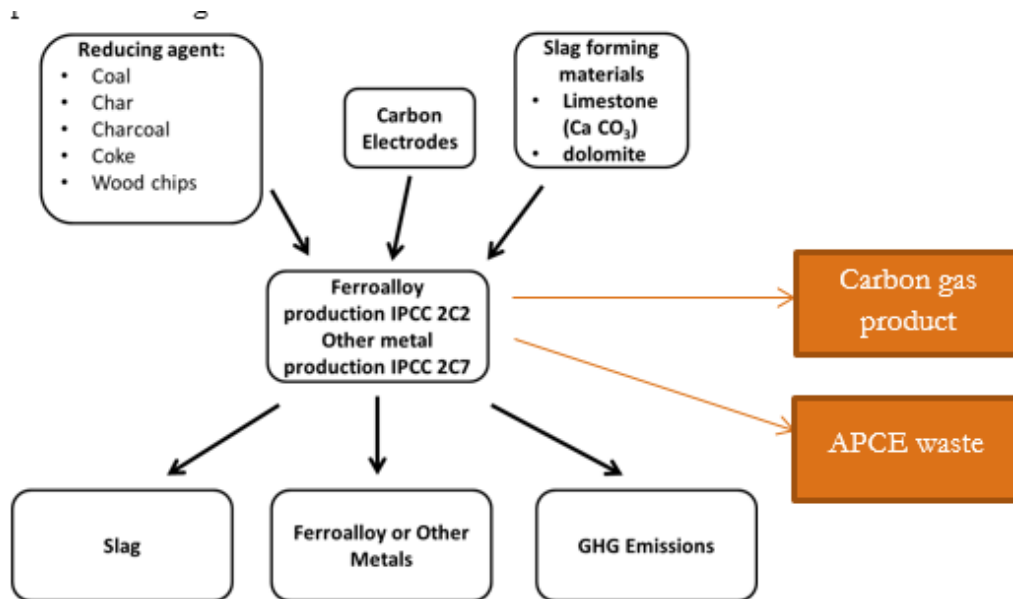 Reducing agent:
• Coal
• Char
• Charcoal
• Coke
• Wood chips
Carbon
Electrodes
Slag forming
materials
• Limestone
(Ca CO₃)
• dolomite
Ferroalloy
production IPCC 2C2
Other metal
production IPCC 2C7
Carbon gas
product
APCE waste
Slag
Ferroalloy or Other
Metals
GHG Emissions